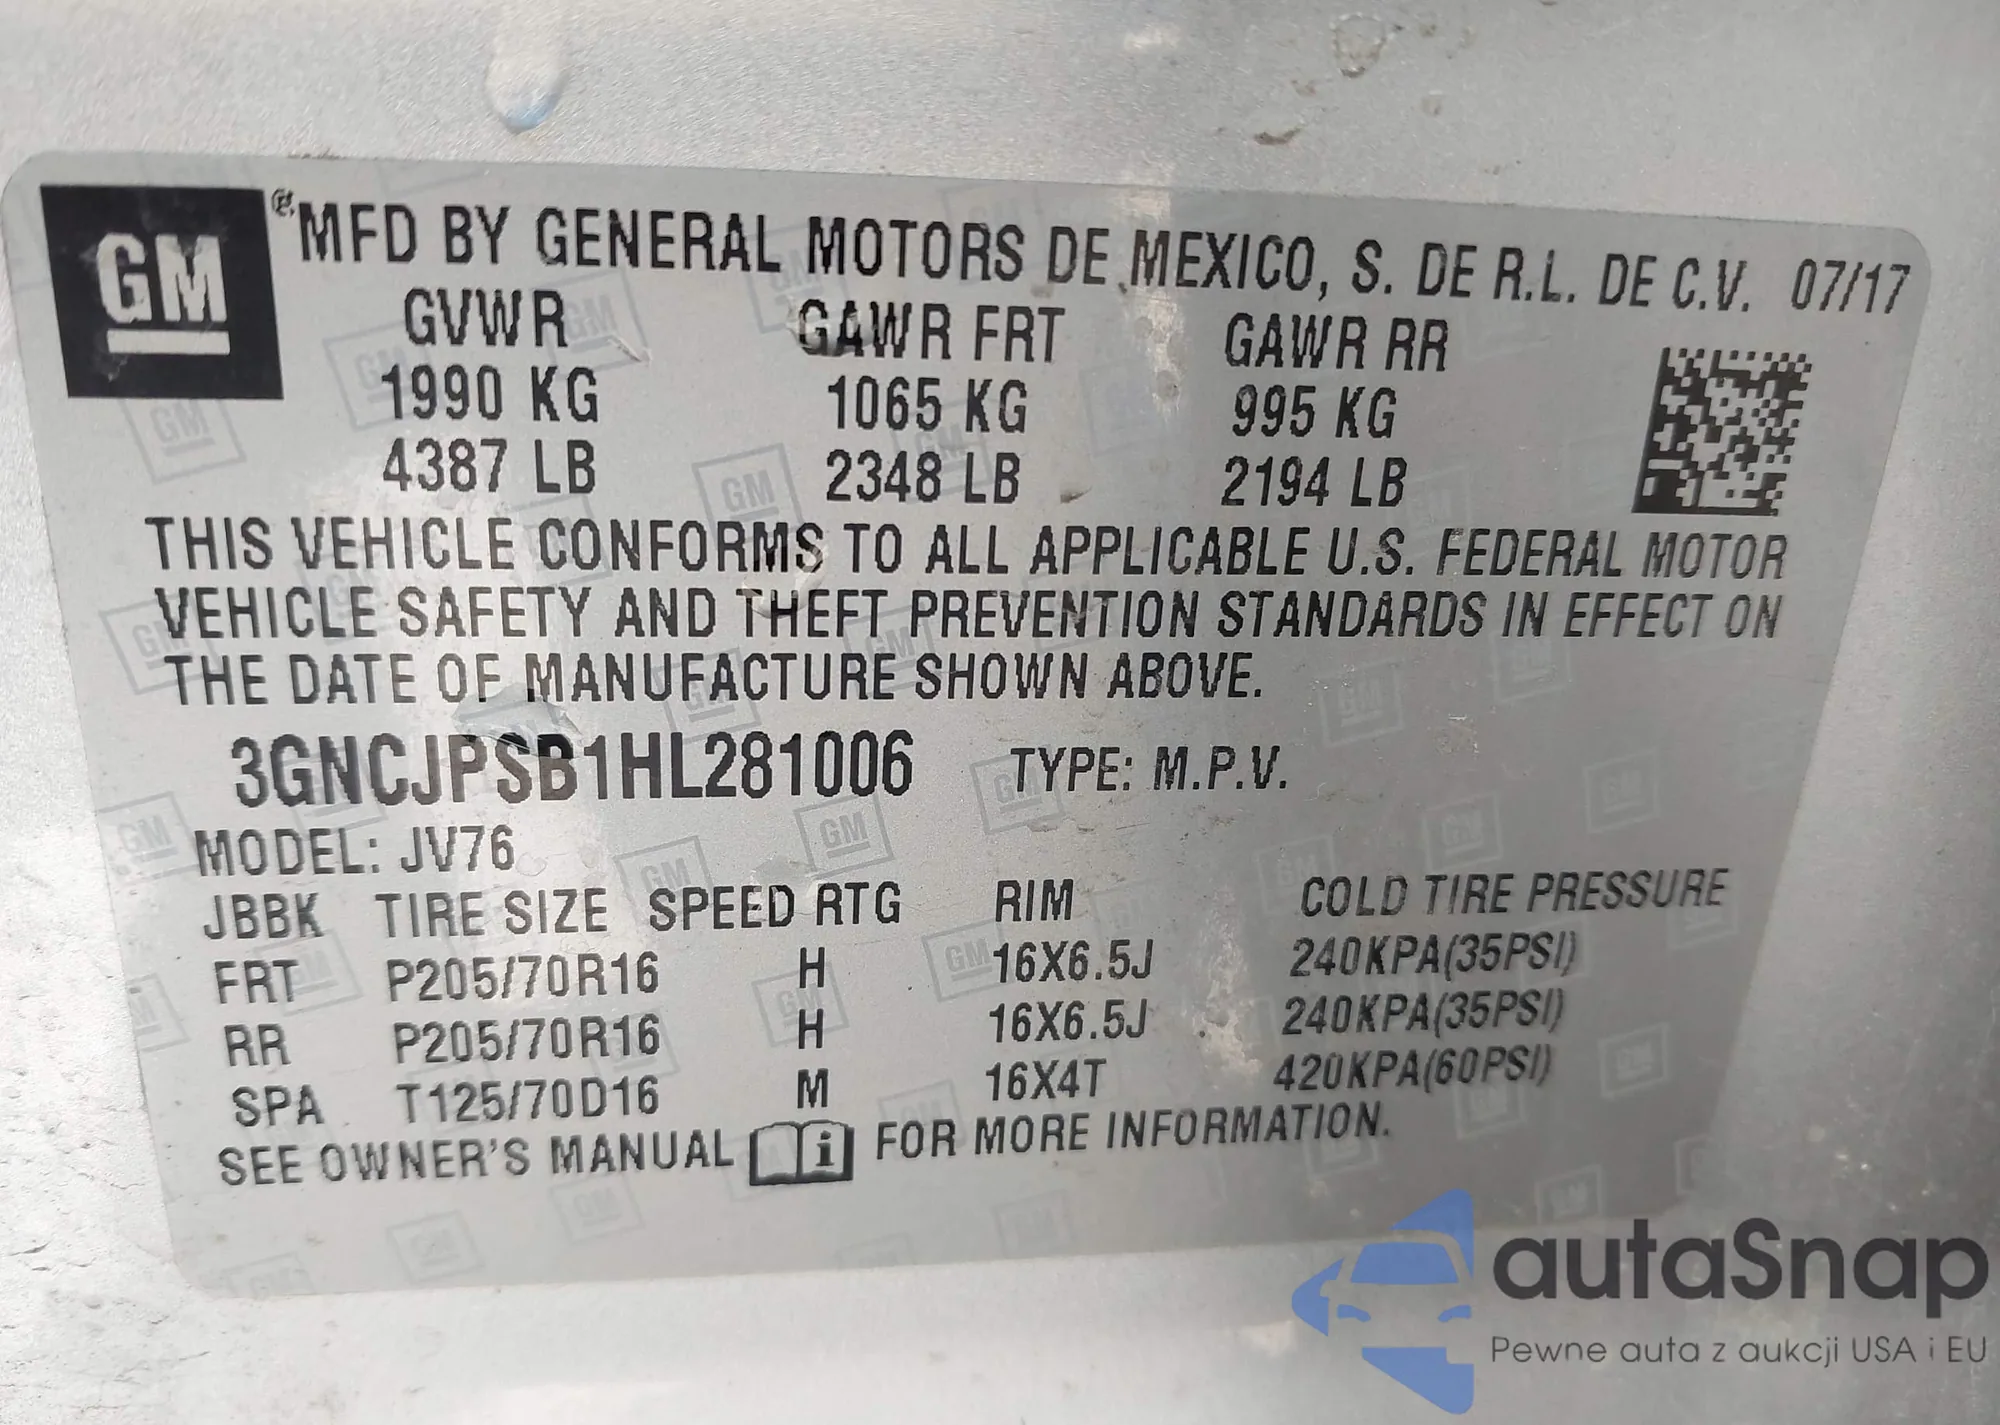 GM
® MFD BY GENERAL MOTORS DE MEXICO, S. DE R.L. DE C.V. 07/17
GVWR GAWR FRT GAWR RR
1990 KG 1065 KG 995 KG
4387 LB 2348 LB 2194 LB
THIS VEHICLE CONFORMS TO ALL APPLICABLE U.S. FEDERAL MOTOR
VEHICLE SAFETY AND THEFT PREVENTION STANDARDS IN EFFECT ON
THE DATE OF MANUFACTURE SHOWN ABOVE.
3GNCJPSB1HL281006 TYPE: M.P.V.
MODEL: JV76
JBBK TIRE SIZE SPEED RTG RIM COLD TIRE PRESSURE
FRT P205/70R16 H 16X6.5J 240KPA(35PSI)
RR P205/70R16 H 16X6.5J 240KPA(35PSI)
SPA T125/70D16 M 16X4T 420KPA(60PSI)
SEE OWNER'S MANUAL i FOR MORE INFORMATION.
autaSnap
Pewne auta z aukcji USA i EU